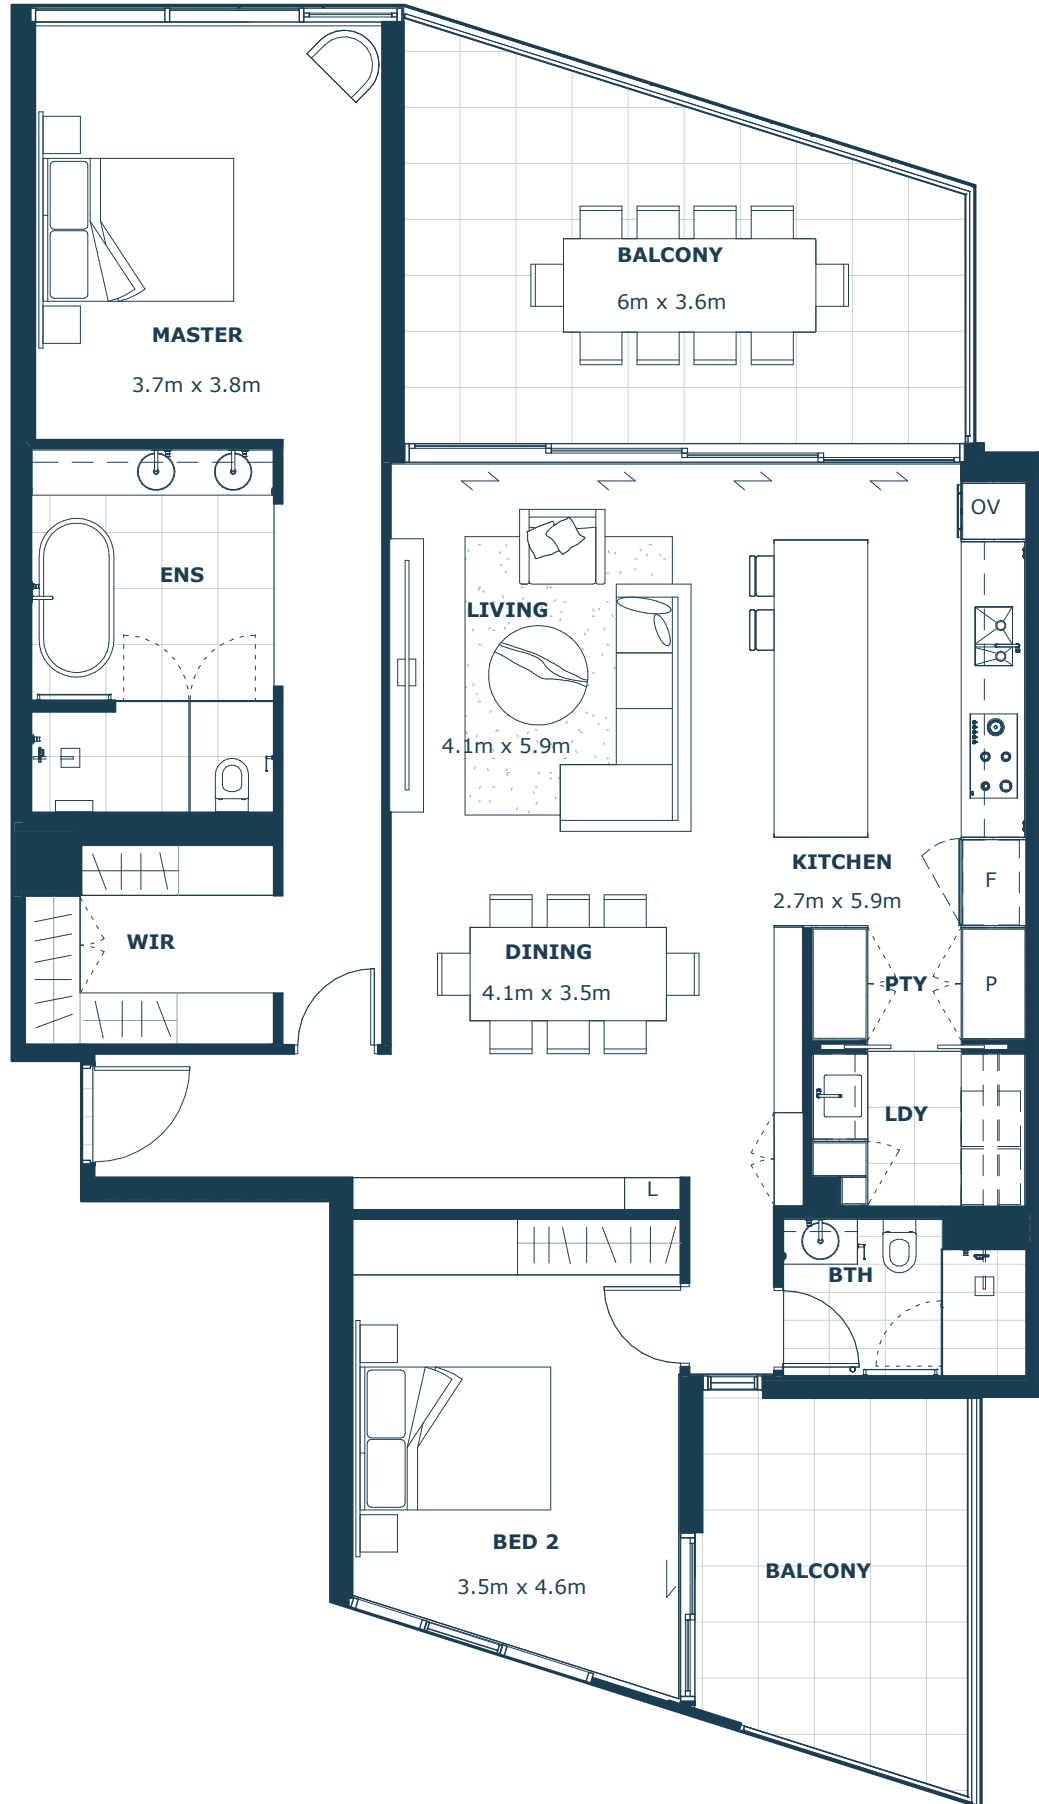 BALCONY
6m x 3.6m
MASTER
3.7m x 3.8m
OV
ENS
LIVING
4.1m x 5.9m
KITCHEN
2.7m x 5.9m
F
WIR
DINING
4.1m x 3.5m
PTY
P
LDY
L
BTH
BED 2
3.5m x 4.6m
BALCONY